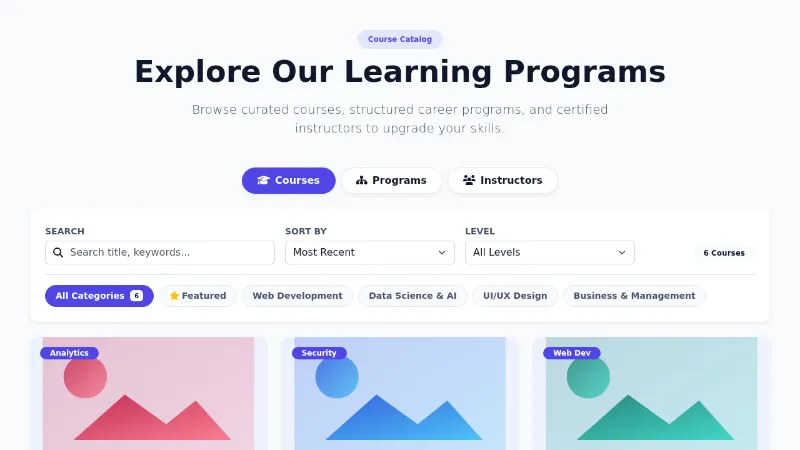 Course Catalog
Explore Our Learning Programs
Browse curated courses, structured career programs, and certified
instructors to upgrade your skills.
Courses
Programs
Instructors
SEARCH
SORT BY
LEVEL
Search title, keywords...
Most Recent
All Levels
6 Courses
All Categories 6
Featured
Web Development
Data Science & AI
UI/UX Design
Business & Management
Analytics
Security
Web Dev